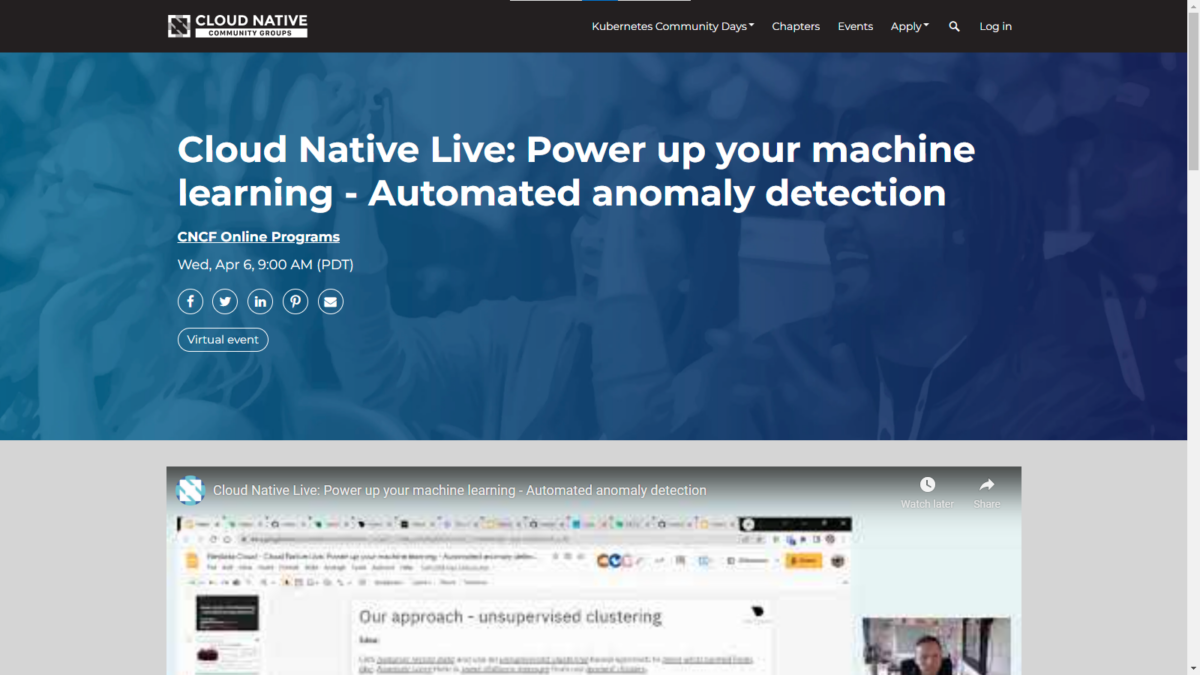 CLOUD NATIVE
COMMUNITY GROUPS
Kubernetes Community Days Chapters Events Apply Log in
Cloud Native Live: Power up your machine
learning - Automated anomaly detection
CNCF Online Programs
Wed, Apr 6, 9:00 AM (PDT)
Virtual event
Cloud Native Live: Power up your machine learning - Automated anomaly detection
Watch later Share
Our approach - unsupervised clustering
Idea: